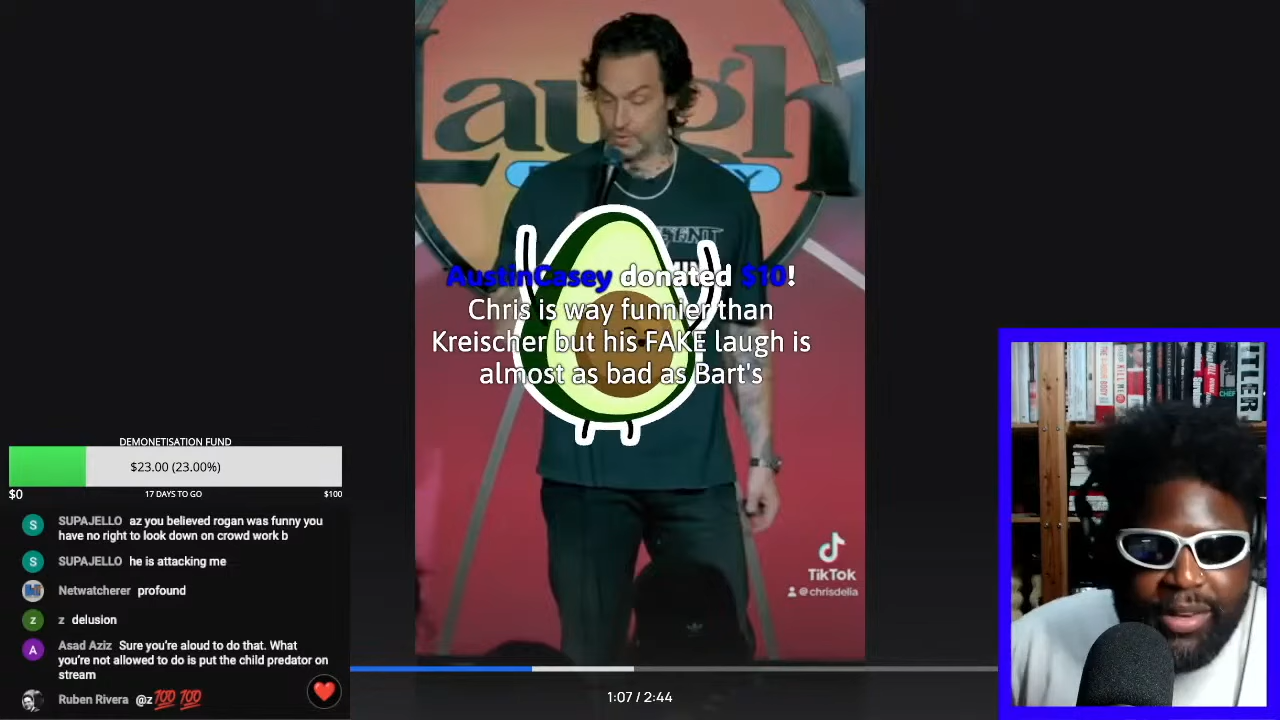 Laugh
AustinCasey donated $10!
Chris is way funnier than
Kreischer but his FAKE laugh is
almost as bad as Bart's
TikTok
@chrisdelia
DEMONETISATION FUND
$23.00 (23.00%)
$0
17 DAYS TO GO
$100
SUPAJELLO az you believed rogan was funny you
have no right to look down on crowd work b
SUPAJELLO he is attacking me
Netwatcherer profound
z delusion
Asad Aziz Sure you're aloud to do that. What
you're not allowed to do is put the child predator on
stream
Ruben Rivera @z💯 💯
S
S
z
A
1:07 / 2:44
KILL ME
CHEF